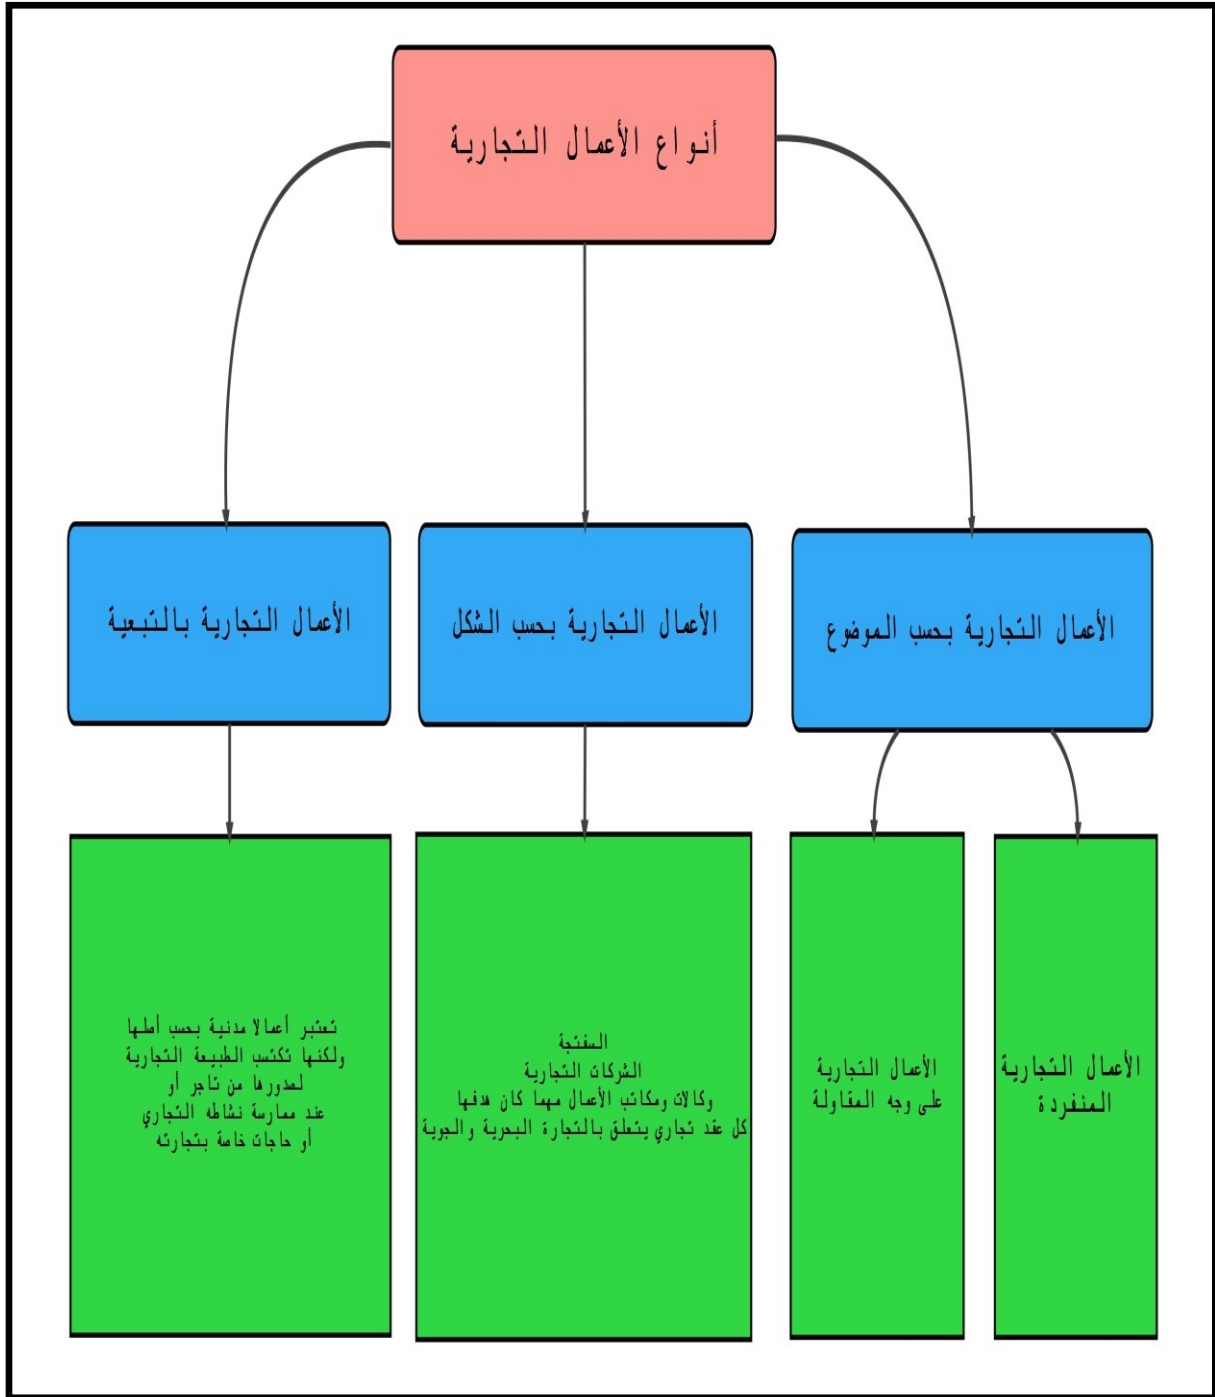 أنواع الأعمال التجارية
الأعمال التجارية بحسب الموضوع
الأعمال التجارية بحسب الشكل
الأعمال التجارية بالتبعية
الأعمال التجارية
المنفردة
الأعمال التجارية
على وجه المقاولة
السفتجة
الشركات التجارية
وكالات ومكاتب الأعمال مهما كان هدفها
كل عقد تجاري يتعلق بالتجارة البحرية والجوية
تعتبر أعمالا مدنية بحسب أصلها
ولكنها تكتسب الطبيعة التجارية
لصدورها من تاجر أو
عند ممارسة نشاطه التجاري
أو حاجات خاصة بتجارته